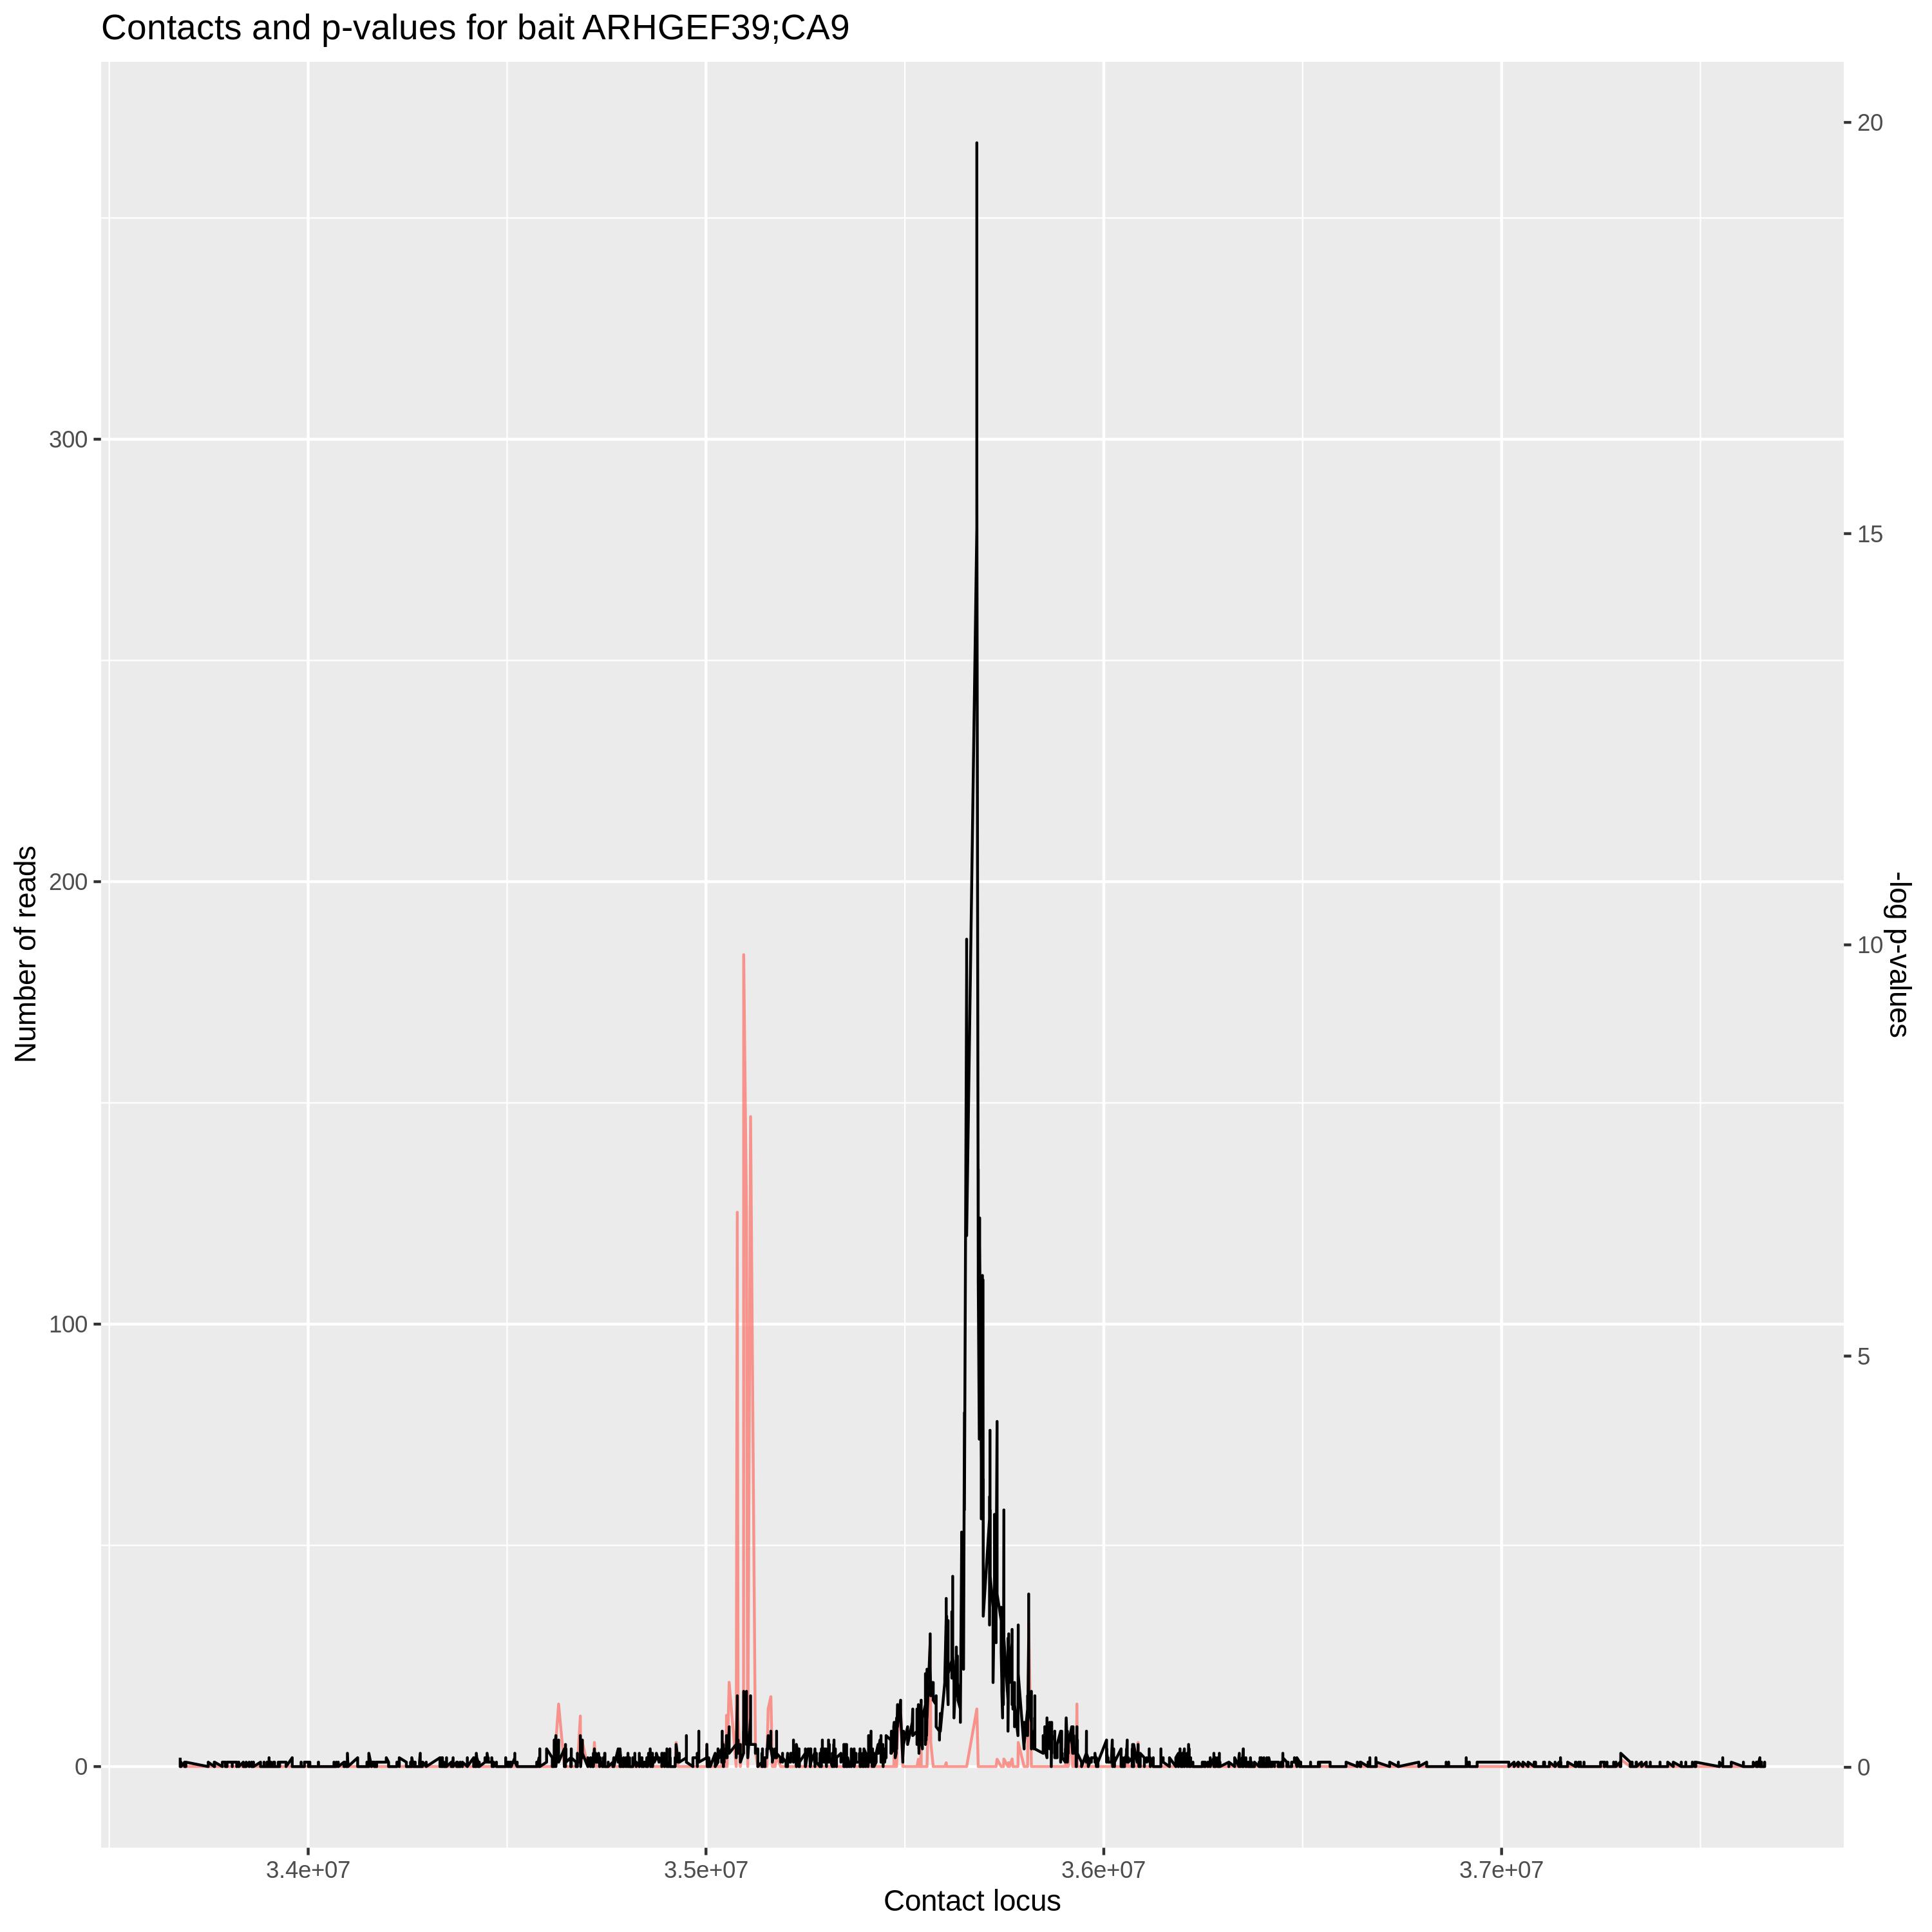 Contacts and p-values for bait ARHGEF39;CA9
20
300
15
200
10
100
5
0
0
Number of reads
-log p-values
3.4e+07
3.5e+07
3.6e+07
3.7e+07
Contact locus